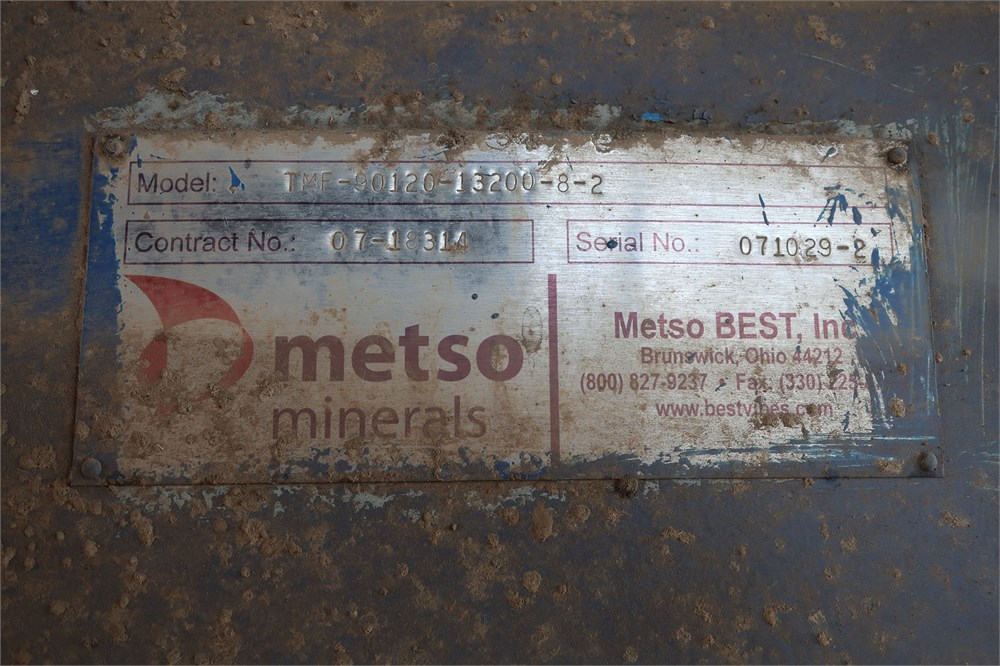 Model: TMF-90120-13200-8-2
Contract No.: 07-18314
Serial No.: 071029-2
metso
minerals
Metso BEST, Inc
Brunswick, Ohio 44212
(800) 827-9237 • Fax: (330) 225-
www.bestvibes.com